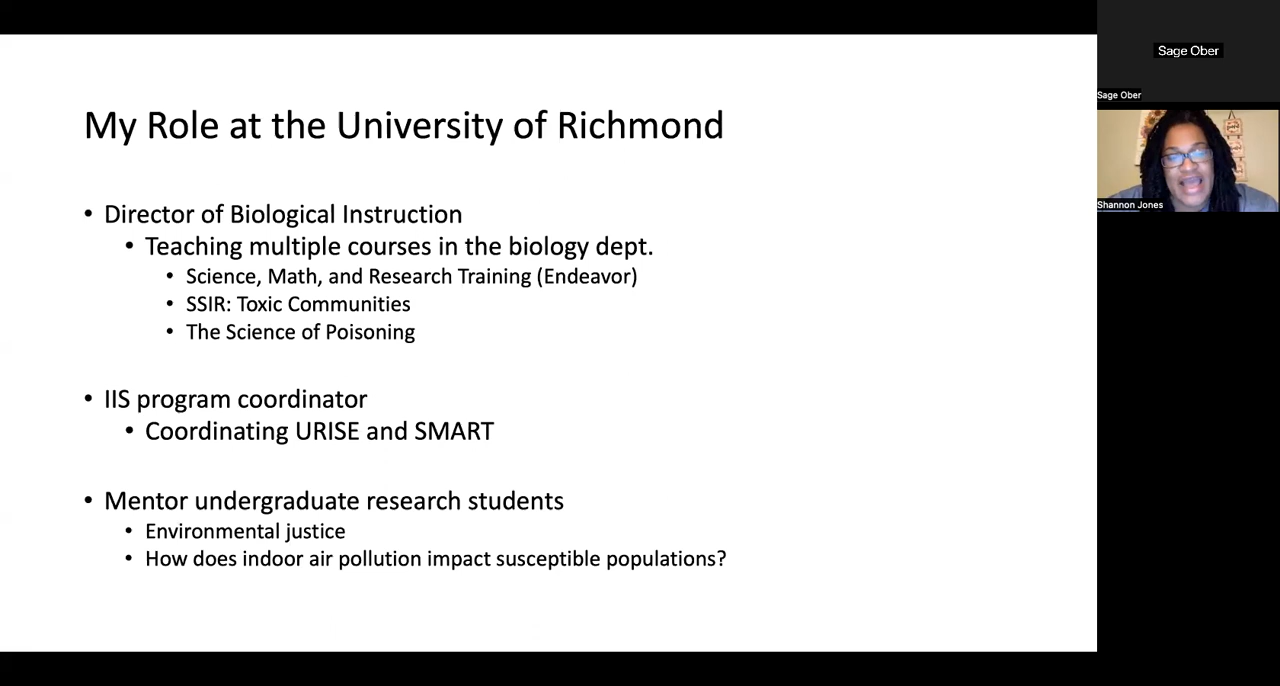 My Role at the University of Richmond
• Director of Biological Instruction
• Teaching multiple courses in the biology dept.
• Science, Math, and Research Training (Endeavor)
• SSIR: Toxic Communities
• The Science of Poisoning
• IIS program coordinator
• Coordinating URISE and SMART
• Mentor undergraduate research students
• Environmental justice
• How does indoor air pollution impact susceptible populations?
Sage Ober
Sage Ober
Shannon Jones